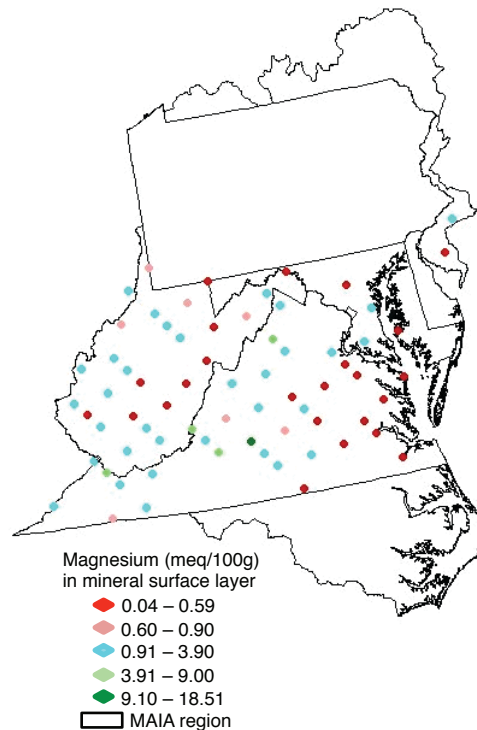 Magnesium (meq/100g)
in mineral surface layer
0.04 – 0.59
0.60 – 0.90
0.91 – 3.90
3.91 – 9.00
9.10 – 18.51
MAIA region